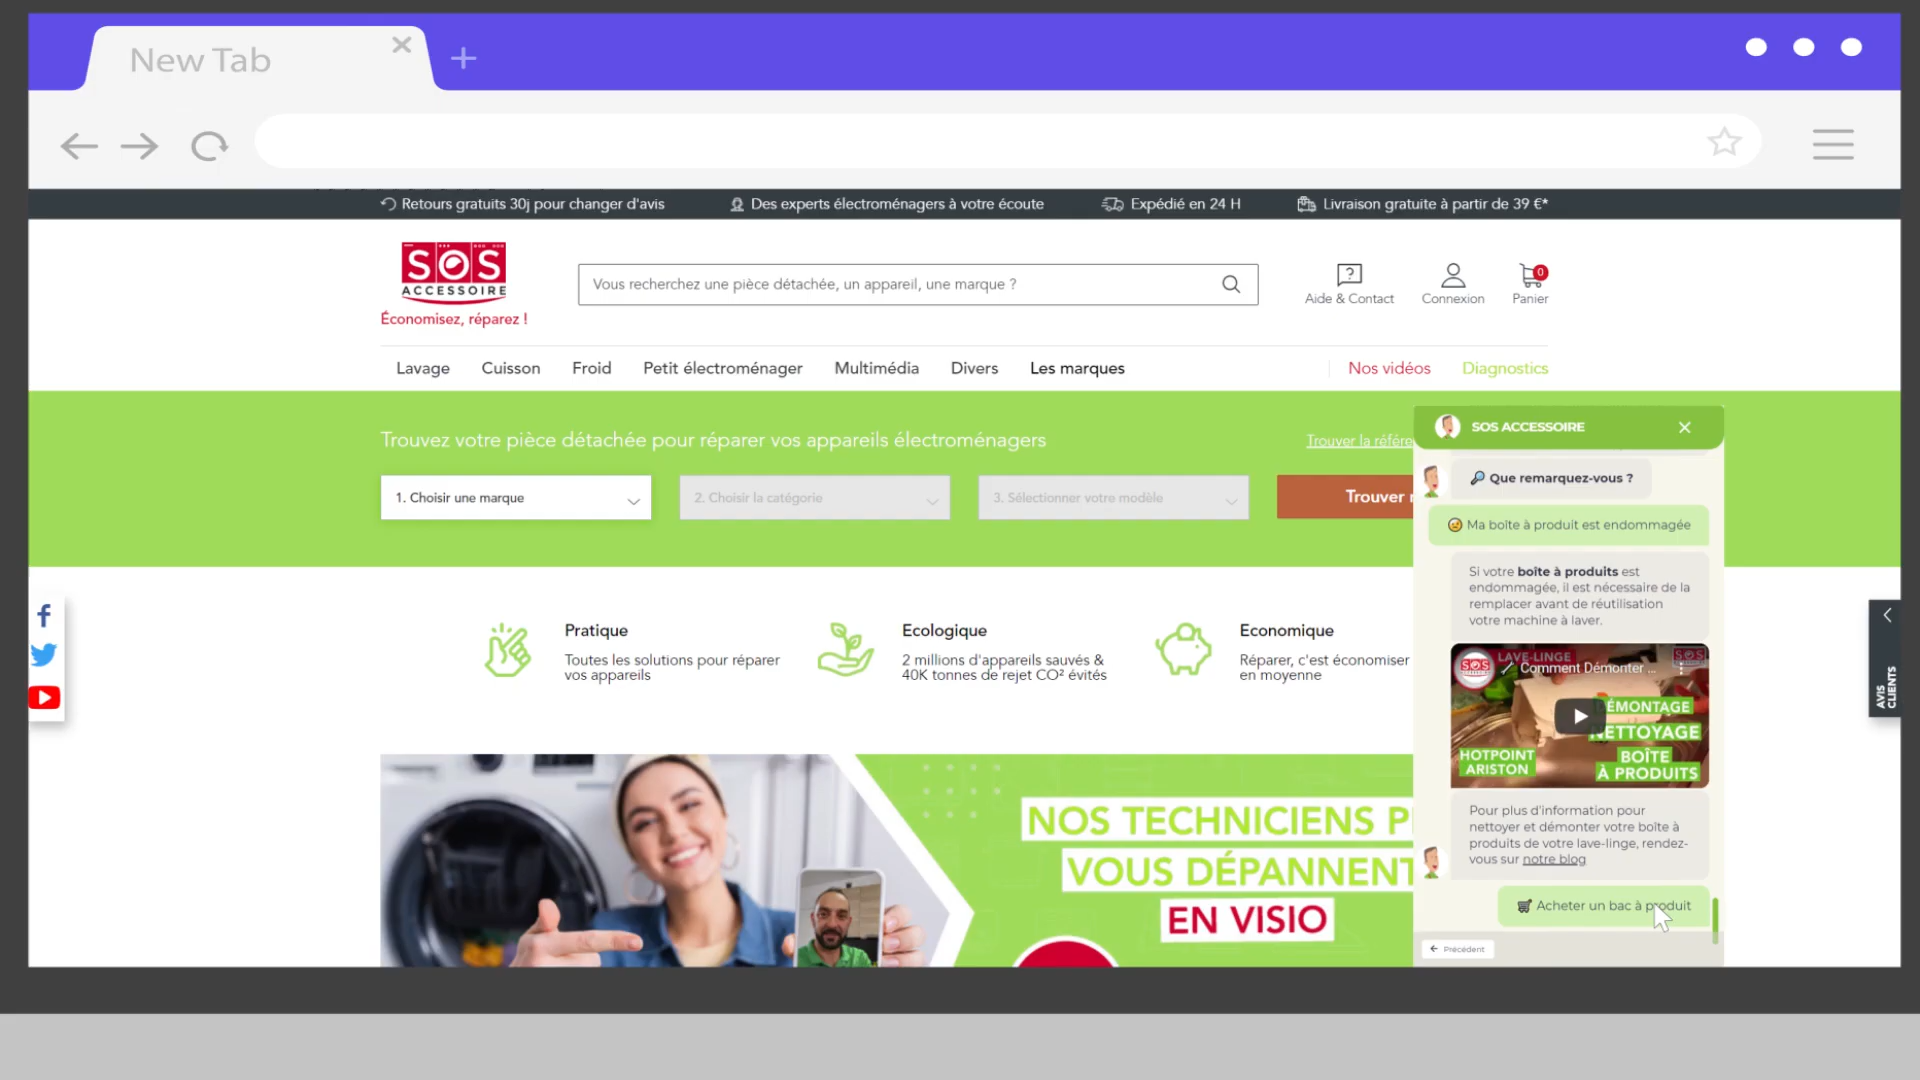 New Tab
Retours gratuits 30j pour changer d'avis
Des experts électroménagers à votre écoute
Expédié en 24 H
Livraison gratuite à partir de 39 €*
SOS
ACCESSOIRE
Économisez, réparez !
Vous recherchez une pièce détachée, un appareil, une marque ?
Aide & Contact
Connexion
0
Panier
Lavage
Cuisson
Froid
Petit électroménager
Multimédia
Divers
Les marques
Nos vidéos
Diagnostics
Trouvez votre pièce détachée pour réparer vos appareils électroménagers
Trouver la référe
1. Choisir une marque
2. Choisir la catégorie
3. Sélectionner votre modèle
Trouver
Pratique
Toutes les solutions pour réparer
vos appareils
Ecologique
2 millions d'appareils sauvés &
40K tonnes de rejet CO² évités
Economique
Réparer, c'est économiser
en moyenne
AVIS
CLIENTS
NOS TECHNICIENS P
VOUS DÉPANNENT
EN VISIO
SOS ACCESSOIRE
Que remarquez-vous ?
Ma boîte à produit est endommagée
Si votre boîte à produits est
endommagée, il est nécessaire de la
remplacer avant de réutilisation
votre machine à laver.
LAVE-LINGE
SOS
SOS
Comment Démonter ...
DÉMONTAGE
NETTOYAGE
HOTPOINT
ARISTON
BOÎTE
À PRODUITS
Pour plus d'information pour
nettoyer et démonter votre boîte à
produits de votre lave-linge, rendez-
vous sur notre blog
Acheter un bac à produit
Précédent